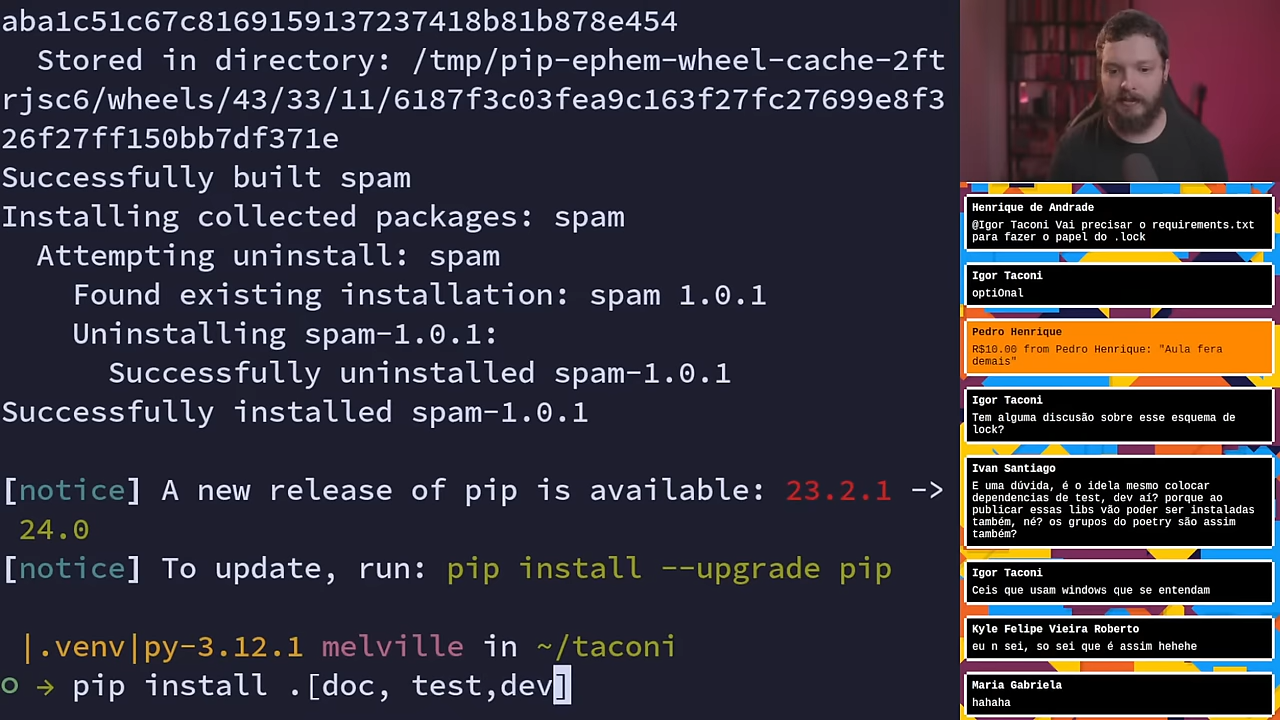 aba1c51c67c8169159137237418b81b878e454
Stored in directory: /tmp/pip-ephem-wheel-cache-2ft
rjsc6/wheels/43/33/11/6187f3c03fea9c163f27fc27699e8f3
26f27ff150bb7df371e
Successfully built spam
Installing collected packages: spam
Attempting uninstall: spam
Found existing installation: spam 1.0.1
Uninstalling spam-1.0.1:
Successfully uninstalled spam-1.0.1
Successfully installed spam-1.0.1
[notice] A new release of pip is available: 23.2.1 ->
24.0
[notice] To update, run: pip install --upgrade pip
|.venv|py-3.12.1 melville in ~/taconi
○ → pip install .[doc, test,dev]
Henrique de Andrade
@Igor Taconi Vai precisar o requirements.txt
para fazer o papel do .lock
Igor Taconi
optiOnal
Pedro Henrique
R$10.00 from Pedro Henrique: "Aula fera
demais"
Igor Taconi
Tem alguma discusão sobre esse esquema de
lock?
Ivan Santiago
E uma dúvida, é o idela mesmo colocar
dependencias de test, dev aí? porque ao
publicar essas libs vão poder ser instaladas
também, né? os grupos do poetry são assim
também?
Igor Taconi
Ceis que usam windows que se entendam
Kyle Felipe Vieira Roberto
eu n sei, so sei que é assim hehehe
Maria Gabriela
hahaha